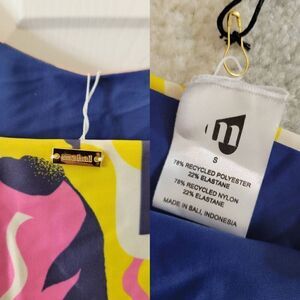 m
S
78% RECYCLED POLYESTER
22% ELASTANE
78% RECYCLED NYLON
22% ELASTANE
MADE IN BALI, INDONESIA